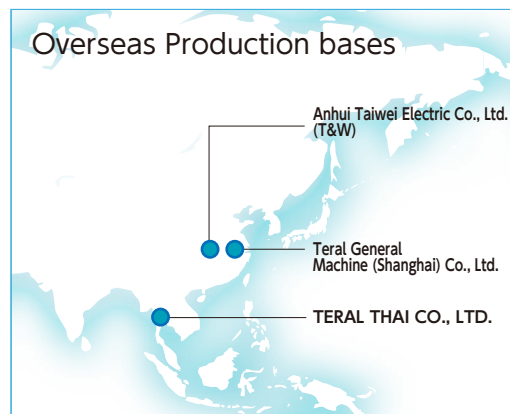 Overseas Production bases
Anhui Taiwei Electric Co., Ltd.
(T&W)
Teral General
Machine (Shanghai) Co., Ltd.
TERAL THAI CO., LTD.